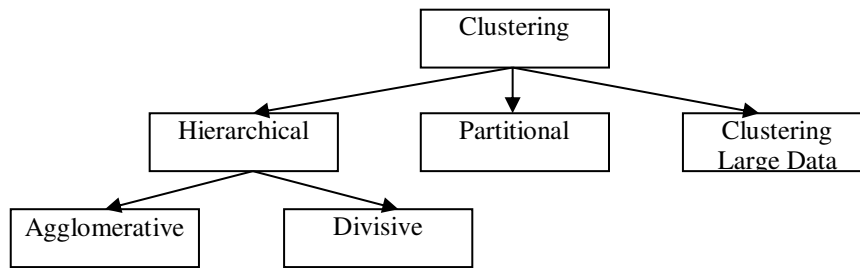 Clustering
Hierarchical
Partitional
Clustering
Large Data
Agglomerative
Divisive